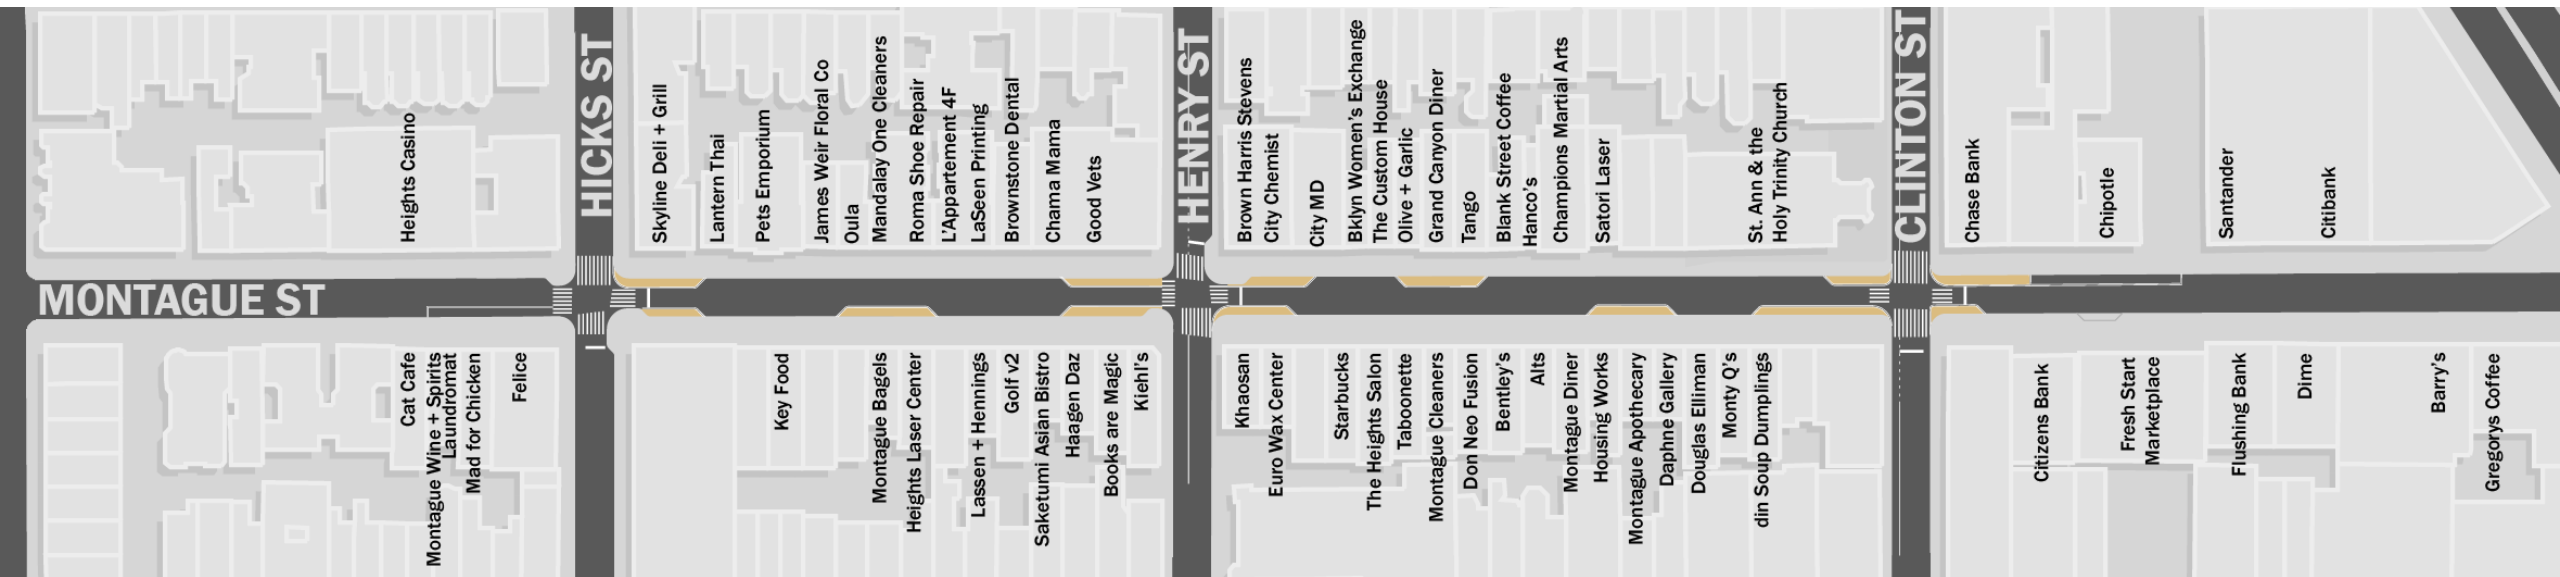 HICKS ST
HENRY ST
CLINTON ST
MONTAGUE ST
Heights Casino
Skyline Deli + Grill
Lantern Thai
Pets Emporium
James Weir Floral Co
Oula
Mandalay One Cleaners
Roma Shoe Repair
L'Appartement 4F
LaSeen Printing
Brownstone Dental
Chama Mama
Good Vets
Brown Harris Stevens
City Chemist
City MD
Bklyn Women's Exchange
The Custom House
Olive + Garlic
Grand Canyon Diner
Tango
Blank Street Coffee
Hanco's
Champions Martial Arts
Satori Laser
St. Ann & the
Holy Trinity Church
Chase Bank
Chipotle
Santander
Citibank
Cat Cafe
Montague Wine + Spirits
Laundromat
Mad for Chicken
Felice
Key Food
Montague Bagels
Heights Laser Center
Lassen + Hennings
Golf v2
Saketumi Asian Bistro
Haagen Daz
Books are Magic
Kiehl's
Khaosan
Euro Wax Center
Starbucks
The Heights Salon
Taboonette
Montague Cleaners
Don Neo Fusion
Bentley's
Alts
Montague Diner
Housing Works
Montague Apothecary
Daphne Gallery
Douglas Elliman
Monty Q's
din Soup Dumplings
Citizens Bank
Fresh Start
Marketplace
Flushing Bank
Dime
Barry's
Gregorys Coffee